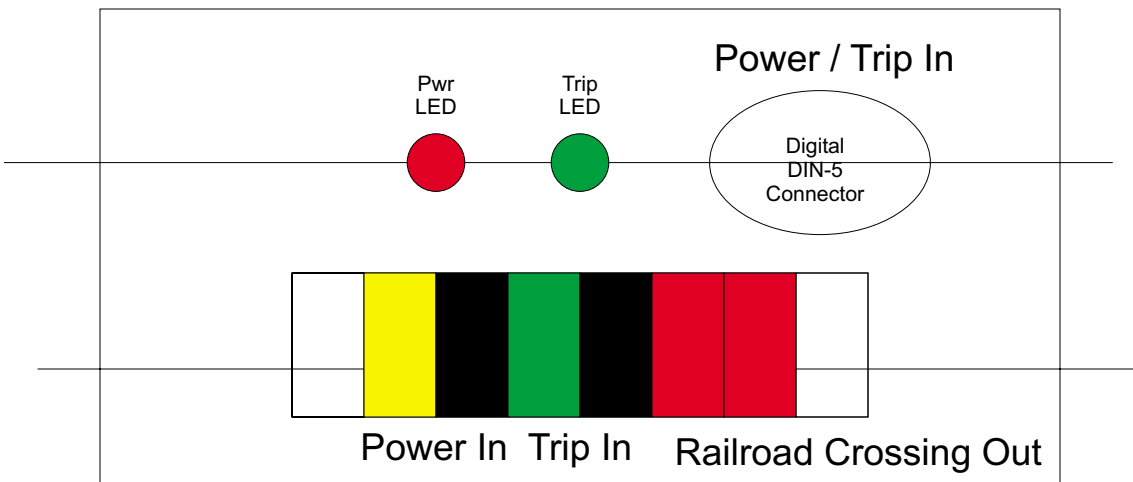 Power / Trip In
Pwr
LED
Trip
LED
Digital
DIN-5
Connector
Power In
Trip In
Railroad Crossing Out